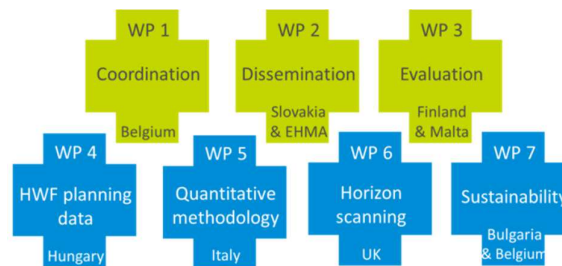 WP 1
Coordination
Belgium
WP 2
Dissemination
Slovakia
& EHMA
WP 3
Evaluation
Finland
& Malta
WP 4
HWF planning
data
Hungary
WP 5
Quantitative
methodology
Italy
WP 6
Horizon
scanning
UK
WP 7
Sustainability
Bulgaria
& Belgium